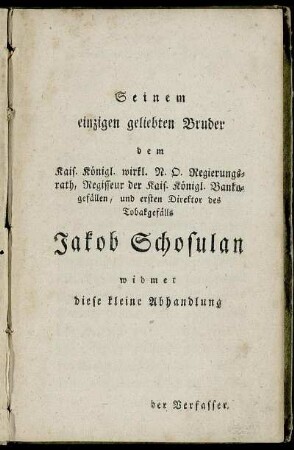 Seinem
einzigen geliebten Bruder
dem
Kais. Königl. wirkl. N. O. Regierungs-
rath, Regisseur der Kais. Königl. Banko-
gefällen, und ersten Direktor des
Tobakgefälls
Jakob Schosulan
widmet
diese kleine Abhandlung
der Verfasser.